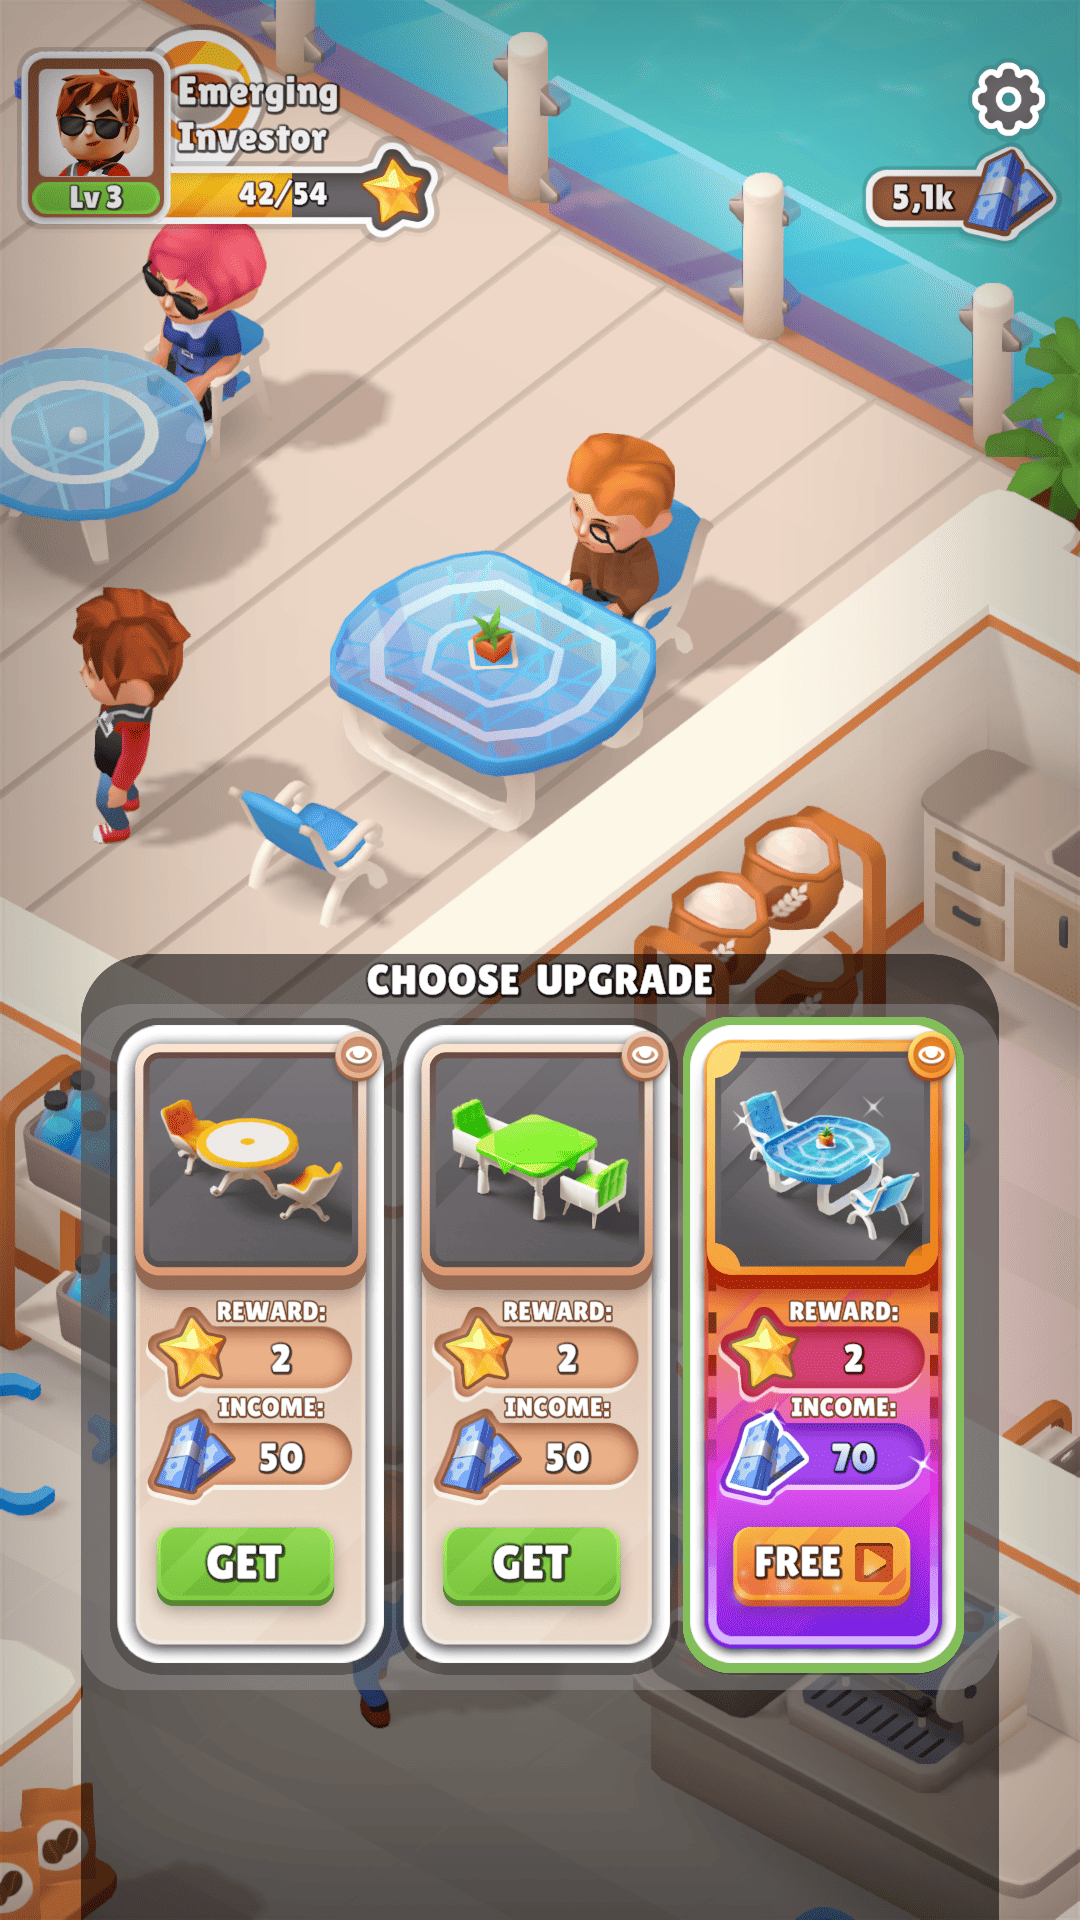 Emerging
Investor
Lv 3
42/54
5,1k
CHOOSE UPGRADE
REWARD:
2
INCOME:
50
GET
REWARD:
2
INCOME:
50
GET
REWARD:
2
INCOME:
70
FREE